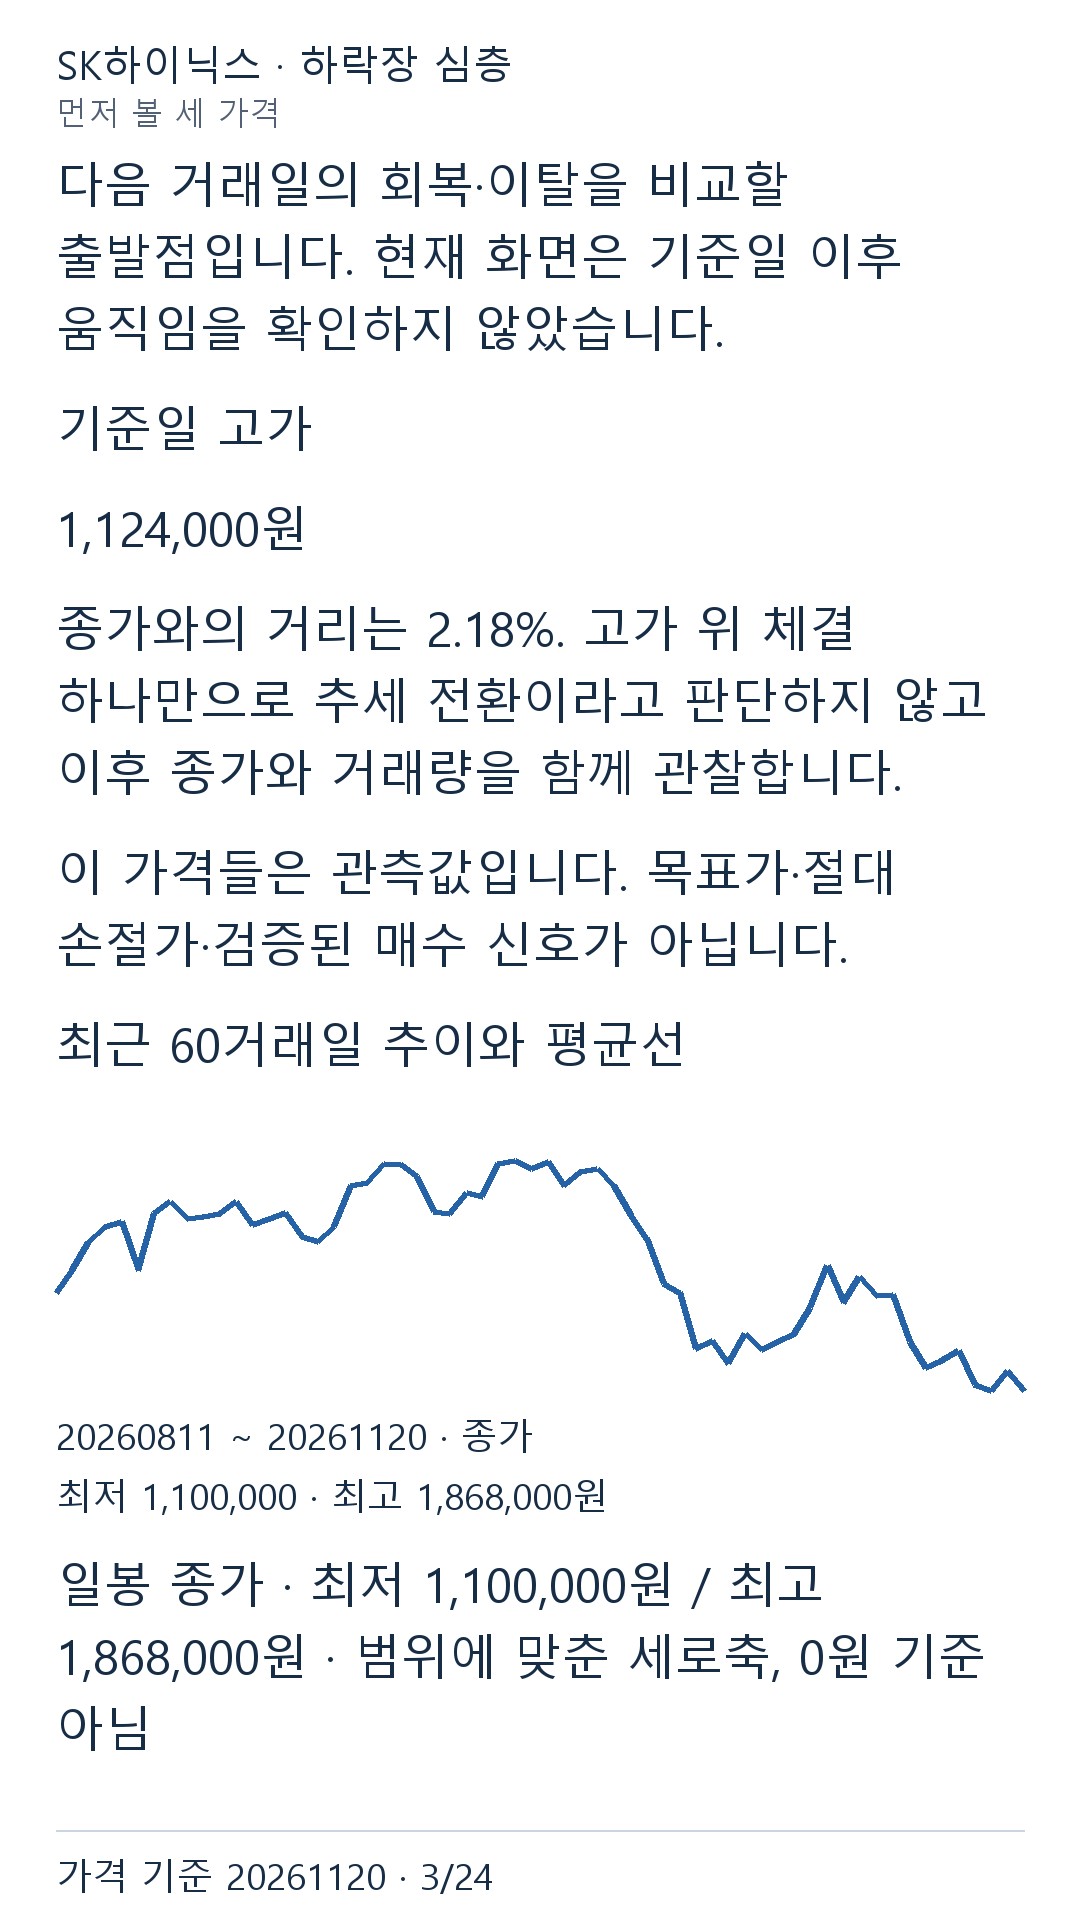 SK하이닉스 · 하락장 심층
먼저 볼 세 가격
다음 거래일의 회복·이탈을 비교할
출발점입니다. 현재 화면은 기준일 이후
움직임을 확인하지 않았습니다.
기준일 고가
1,124,000원
종가와의 거리는 2.18%. 고가 위 체결
하나만으로 추세 전환이라고 판단하지 않고
이후 종가와 거래량을 함께 관찰합니다.
이 가격들은 관측값입니다. 목표가·절대
손절가·검증된 매수 신호가 아닙니다.
최근 60거래일 추이와 평균선
20260811 ~ 20261120 · 종가
최저 1,100,000 · 최고 1,868,000원
일봉 종가 · 최저 1,100,000원 / 최고
1,868,000원 · 범위에 맞춘 세로축, 0원 기준
아님
가격 기준 20261120 · 3/24